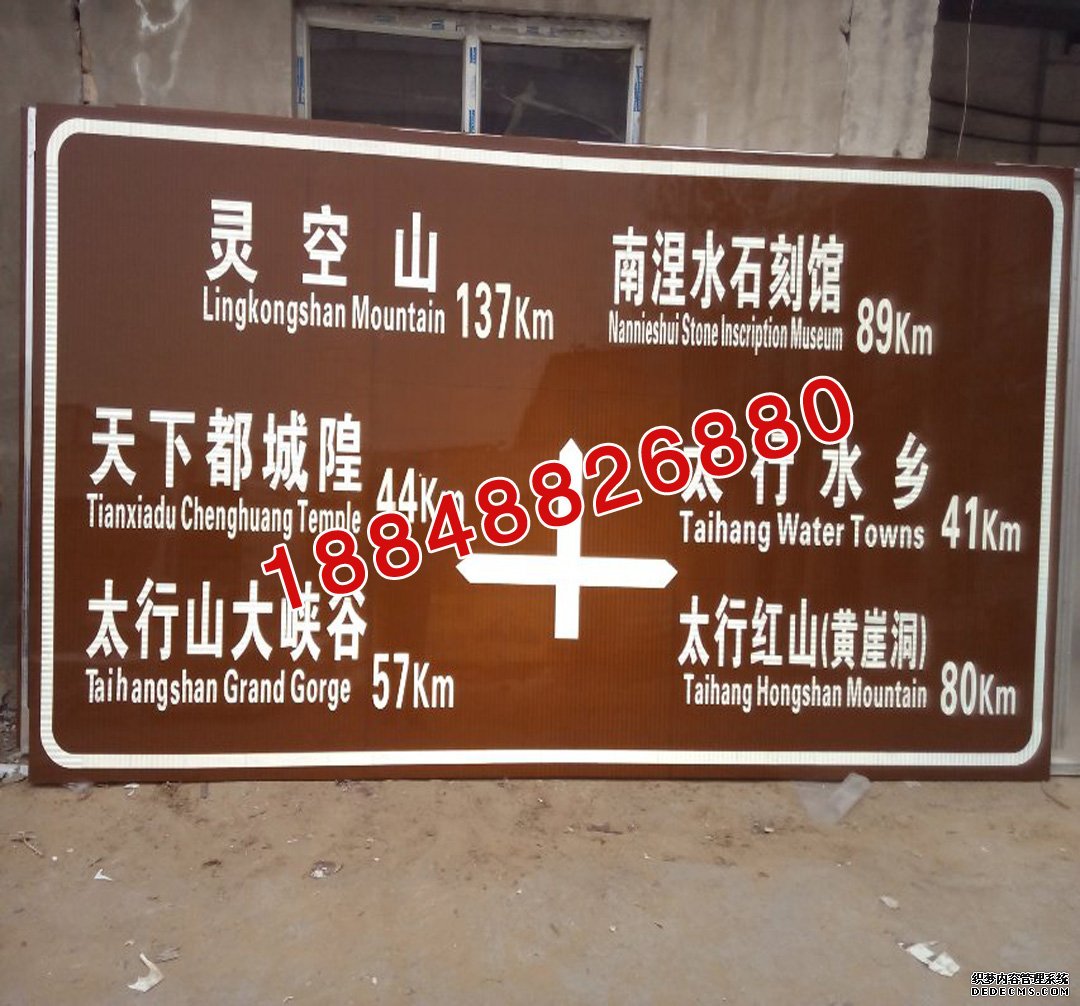 灵空山
Lingkongshan Mountain 137Km
南涅水石刻馆
Nannieshui Stone Inscription Museum 89Km
天下都城隍
Tianxiadu Chenghuang Temple 44Km
太行水乡
Taihang Water Towns 41Km
18848826880
太行山大峡谷
Taihangshan Grand Gorge 57Km
太行红山(黄崖洞)
Taihang Hongshan Mountain 80Km
织梦内容管理系统
DEDECMS.COM